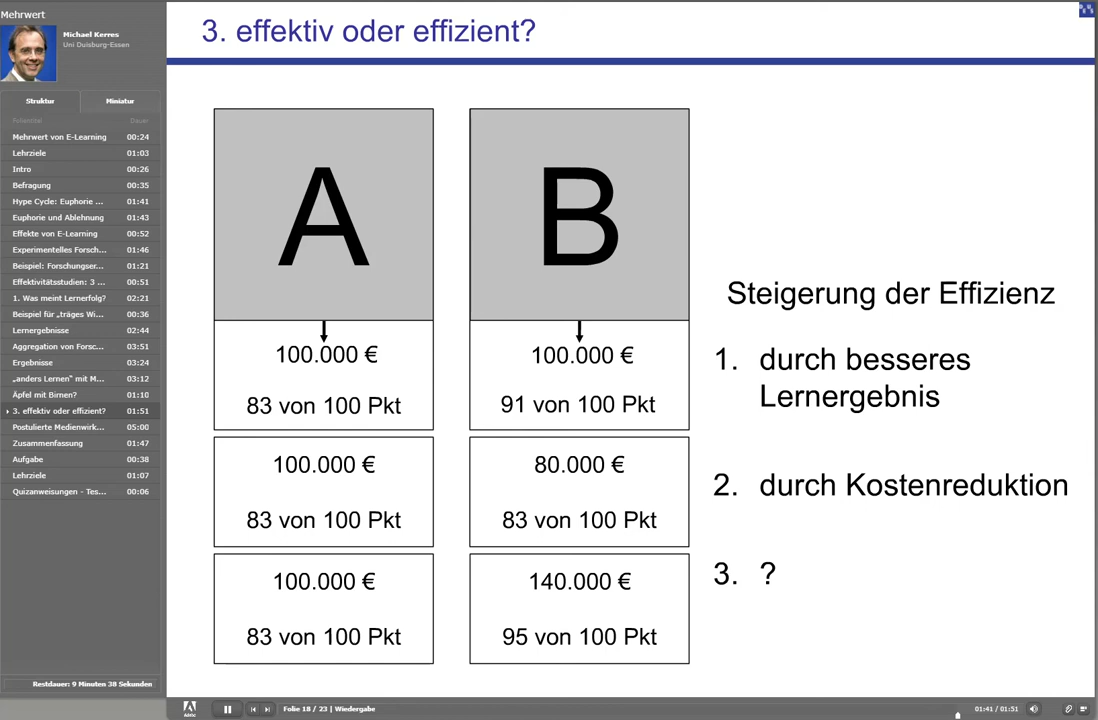 Mehrwert
Michael Kerres
Uni Duisburg-Essen
Struktur
Miniatur
Folientitel Dauer
Mehrwert von E-Learning 00:24
Lehrziele 01:03
Intro 00:26
Befragung 00:35
Hype Cycle: Euphorie ... 01:41
Euphorie und Ablehnung 01:43
Effekte von E-Learning 00:52
Experimentelles Forsch... 01:46
Beispiel: Forschungser... 01:21
Effektivitätsstudien: 3 ... 00:51
1. Was meint Lernerfolg? 02:21
Beispiel für „träges Wi... 00:36
Lernergebnisse 02:44
Aggregation von Forsc... 03:51
Ergebnisse 03:24
„anders Lernen" mit M... 03:12
Äpfel mit Birnen? 01:10
3. effektiv oder effizient? 01:51
Postulierte Medienwirk... 05:00
Zusammenfassung 01:47
Aufgabe 00:38
Lehrziele 01:07
Quizanweisungen - Tes... 00:06
Restdauer: 9 Minuten 38 Sekunden
3. effektiv oder effizient?
A
B
100.000 €
83 von 100 Pkt
100.000 €
91 von 100 Pkt
100.000 €
83 von 100 Pkt
80.000 €
83 von 100 Pkt
100.000 €
83 von 100 Pkt
140.000 €
95 von 100 Pkt
Steigerung der Effizienz
1. durch besseres
Lernergebnis
2. durch Kostenreduktion
3. ?
Adobe
Folie 18 / 23 | Wiedergabe
01:41 / 01:51